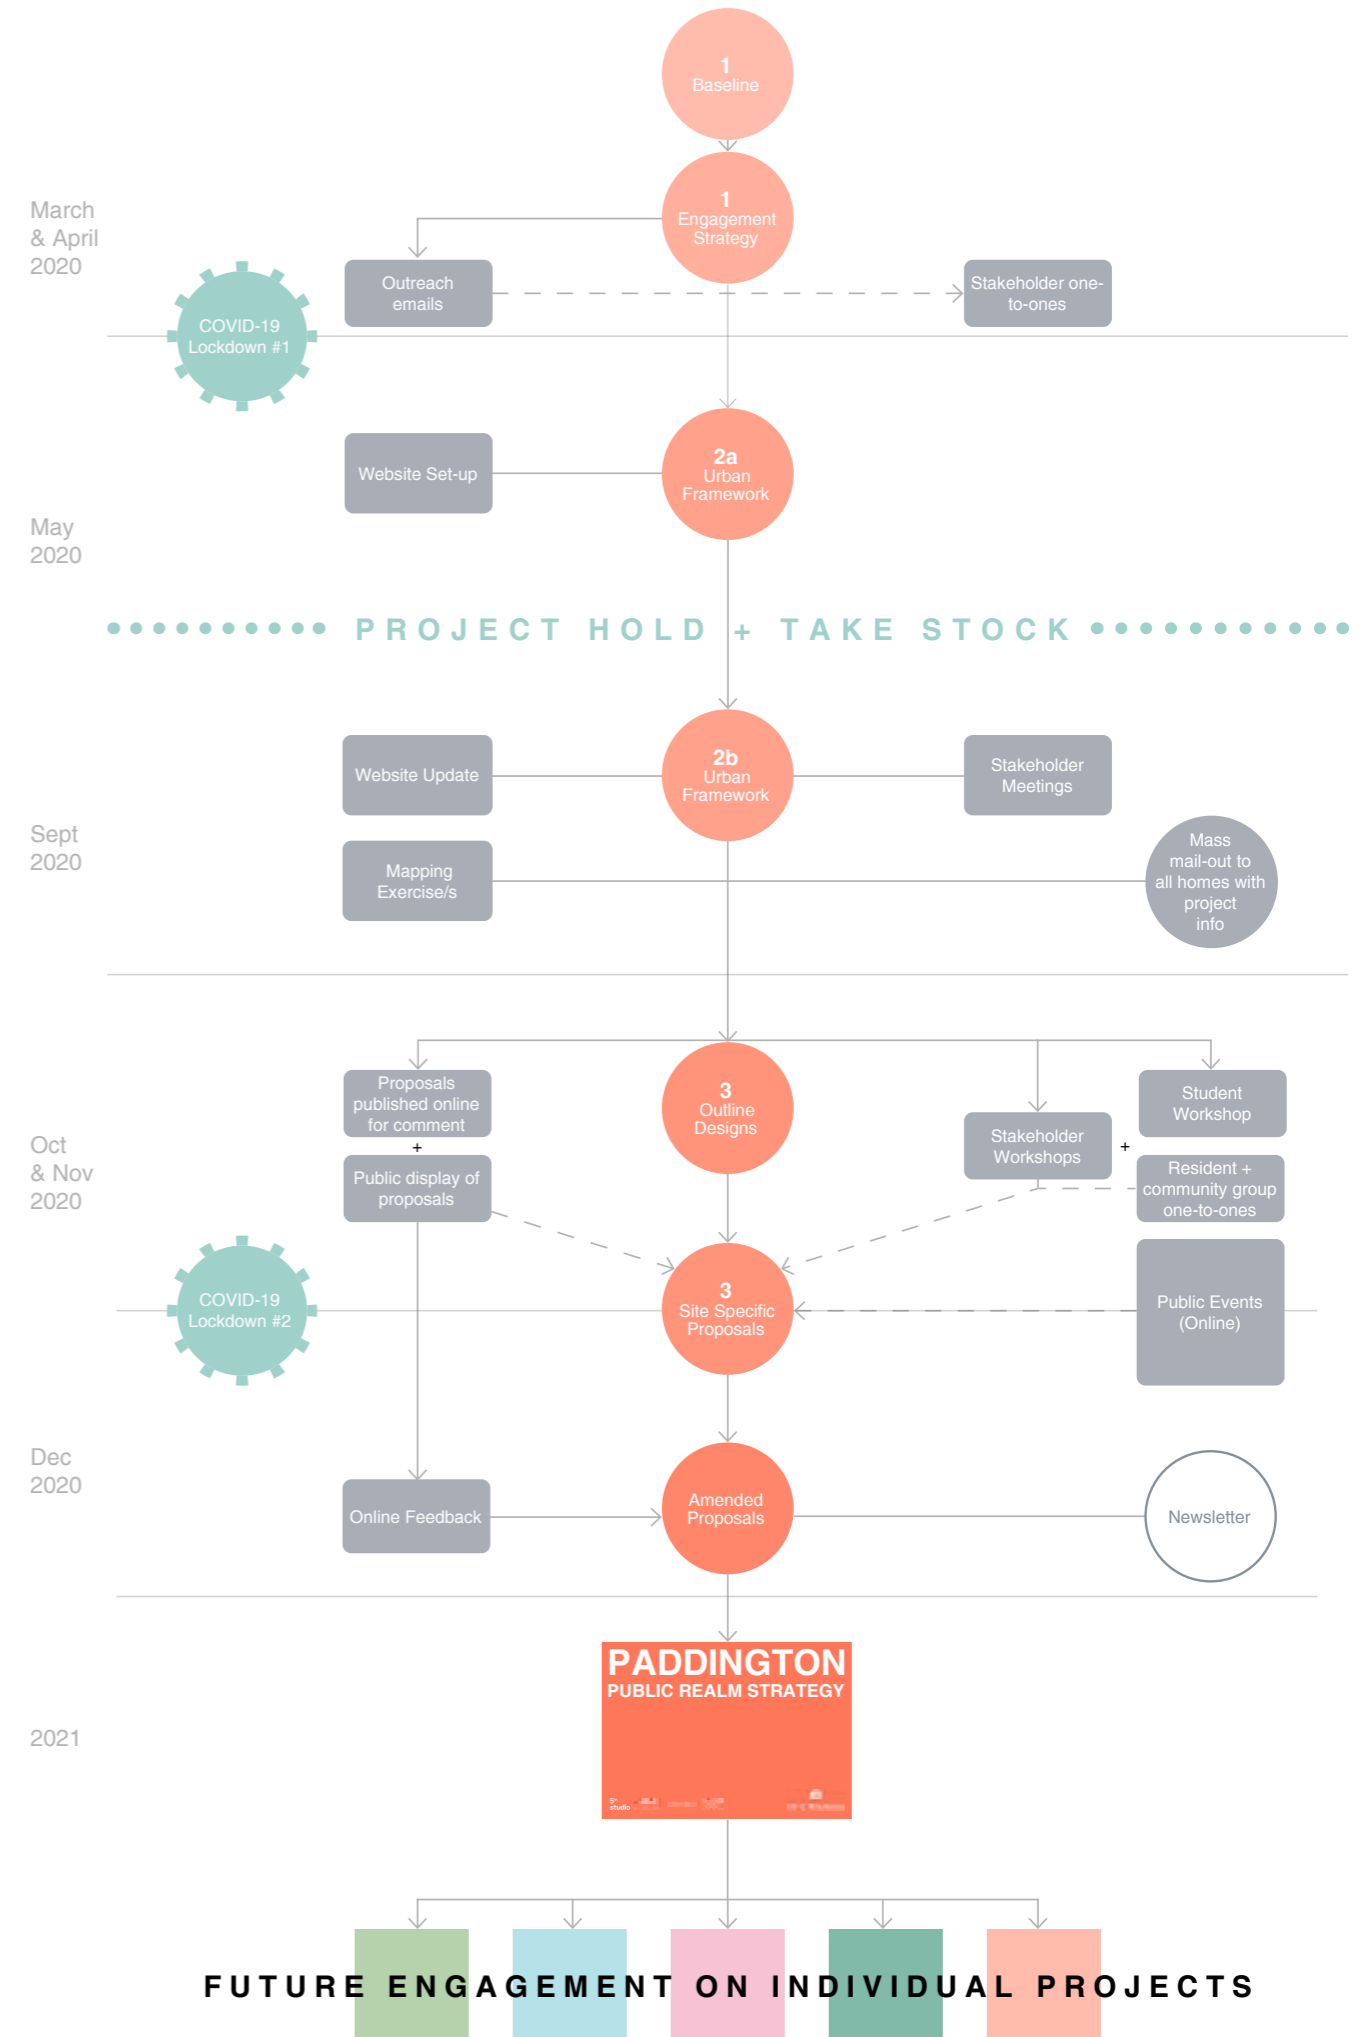 1
Baseline
1
Engagement
Strategy
March
& April
2020
Outreach
emails
Stakeholder one-
to-ones
COVID-19
Lockdown #1
2a
Urban
Framework
Website Set-up
May
2020
PROJECT HOLD + TAKE STOCK
2b
Urban
Framework
Website Update
Stakeholder
Meetings
Sept
2020
Mapping
Exercise/s
Mass
mail-out to
all homes with
project
info
Oct
& Nov
2020
Proposals
published online
for comment
+
Public display of
proposals
3
Outline
Designs
Stakeholder
Workshops
+
Student
Workshop
Resident +
community group
one-to-ones
COVID-19
Lockdown #2
3
Site Specific
Proposals
Public Events
(Online)
Dec
2020
Online Feedback
Amended
Proposals
Newsletter
2021
PADDINGTON
PUBLIC REALM STRATEGY
5th
studio
FUTURE ENGAGEMENT ON INDIVIDUAL PROJECTS